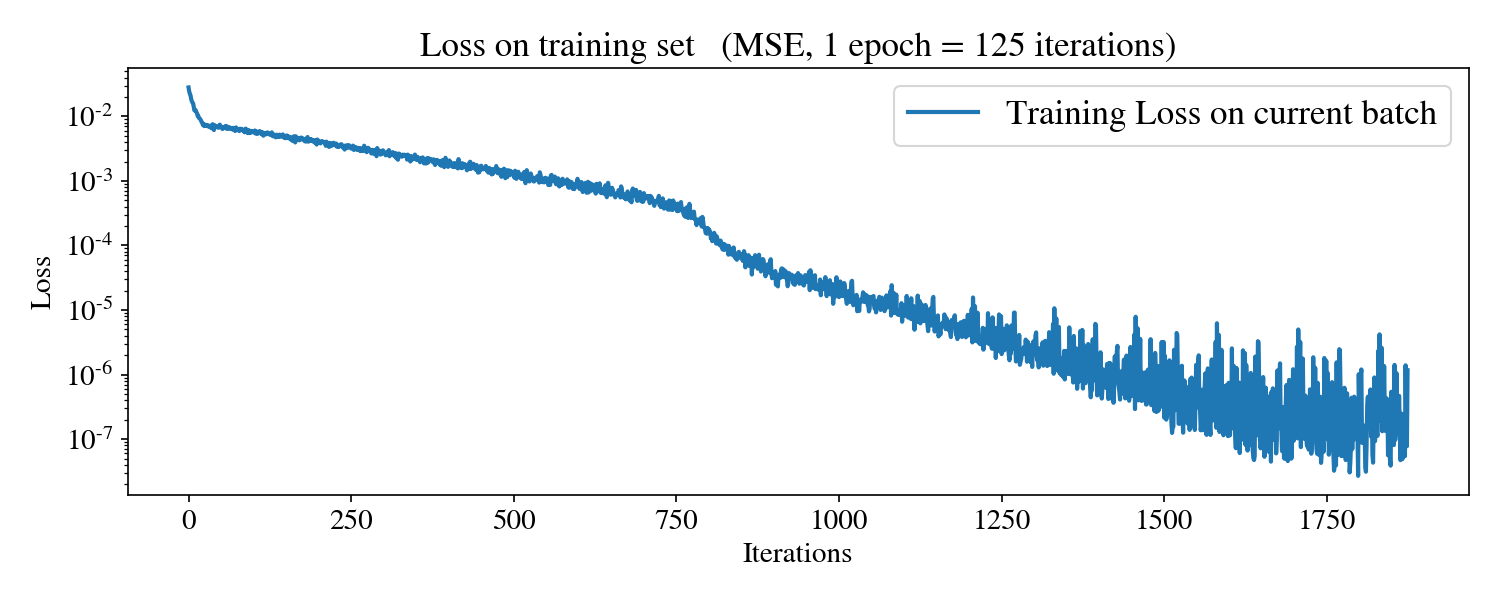 Loss on training set   (MSE, 1 epoch = 125 iterations)
Training Loss on current batch
Loss
10⁻²
10⁻³
10⁻⁴
10⁻⁵
10⁻⁶
10⁻⁷
0 250 500 750 1000 1250 1500 1750
Iterations